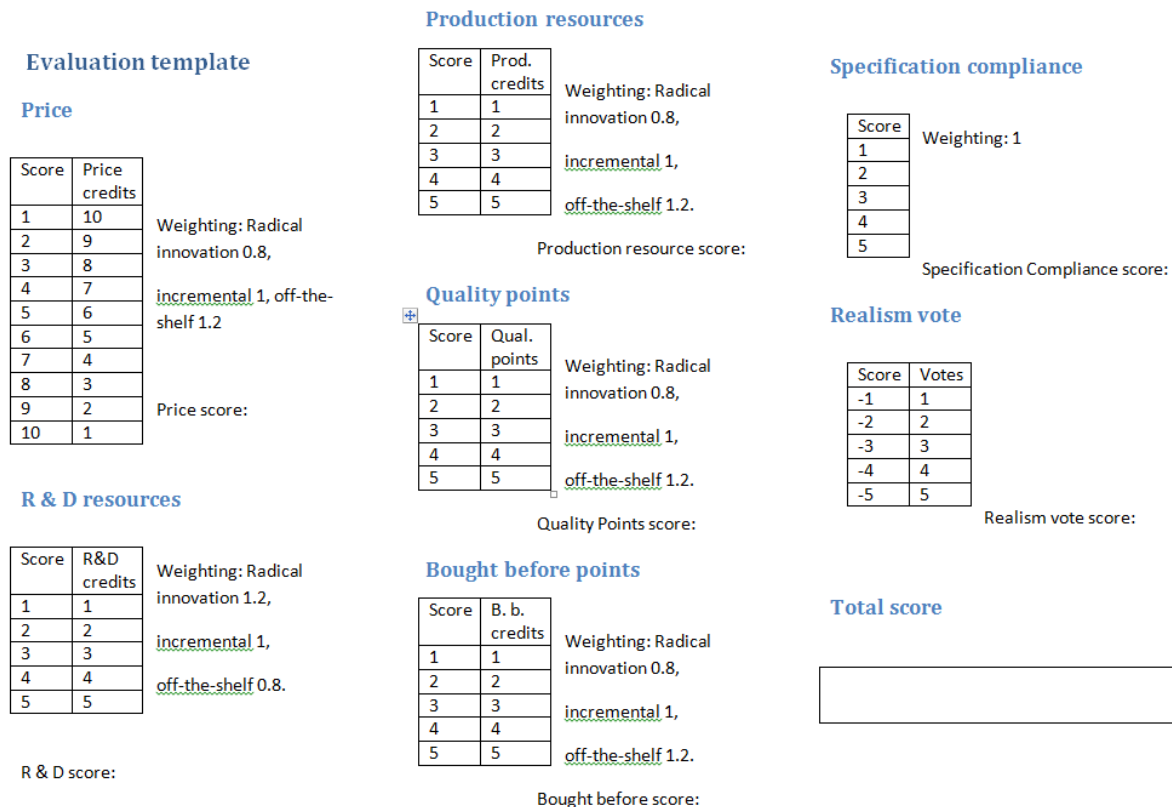 Evaluation template
Price
Score Price
credits
1 10
2 9
3 8
4 7
5 6
6 5
7 4
8 3
9 2
10 1
Weighting: Radical
innovation 0.8,
incremental 1, off-the-
shelf 1.2
Price score:
R & D resources
Score R&D
credits
1 1
2 2
3 3
4 4
5 5
Weighting: Radical
innovation 1.2,
incremental 1,
off-the-shelf 0.8.
R & D score:
Production resources
Score Prod.
credits
1 1
2 2
3 3
4 4
5 5
Weighting: Radical
innovation 0.8,
incremental 1,
off-the-shelf 1.2.
Production resource score:
Quality points
Score Qual.
points
1 1
2 2
3 3
4 4
5 5
Weighting: Radical
innovation 0.8,
incremental 1,
off-the-shelf 1.2.
Quality Points score:
Bought before points
Score B. b.
credits
1 1
2 2
3 3
4 4
5 5
Weighting: Radical
innovation 0.8,
incremental 1,
off-the-shelf 1.2.
Bought before score:
Specification compliance
Score
1
2
3
4
5
Weighting: 1
Specification Compliance score:
Realism vote
Score Votes
-1 1
-2 2
-3 3
-4 4
-5 5
Realism vote score:
Total score